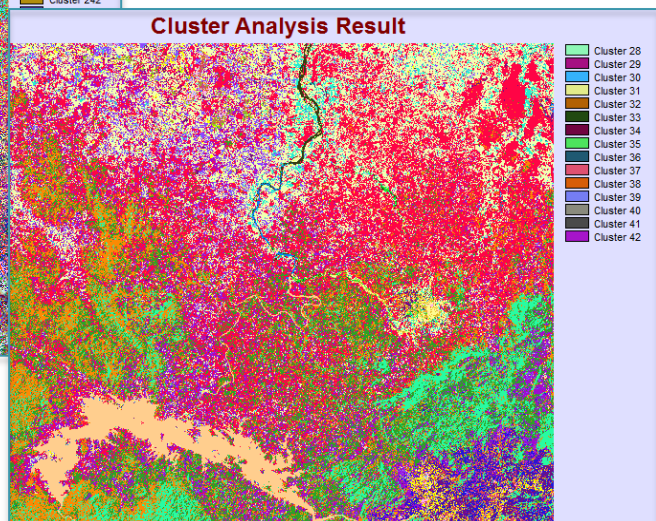 Cluster 242
Cluster Analysis Result
Cluster 28
Cluster 29
Cluster 30
Cluster 31
Cluster 32
Cluster 33
Cluster 34
Cluster 35
Cluster 36
Cluster 37
Cluster 38
Cluster 39
Cluster 40
Cluster 41
Cluster 42